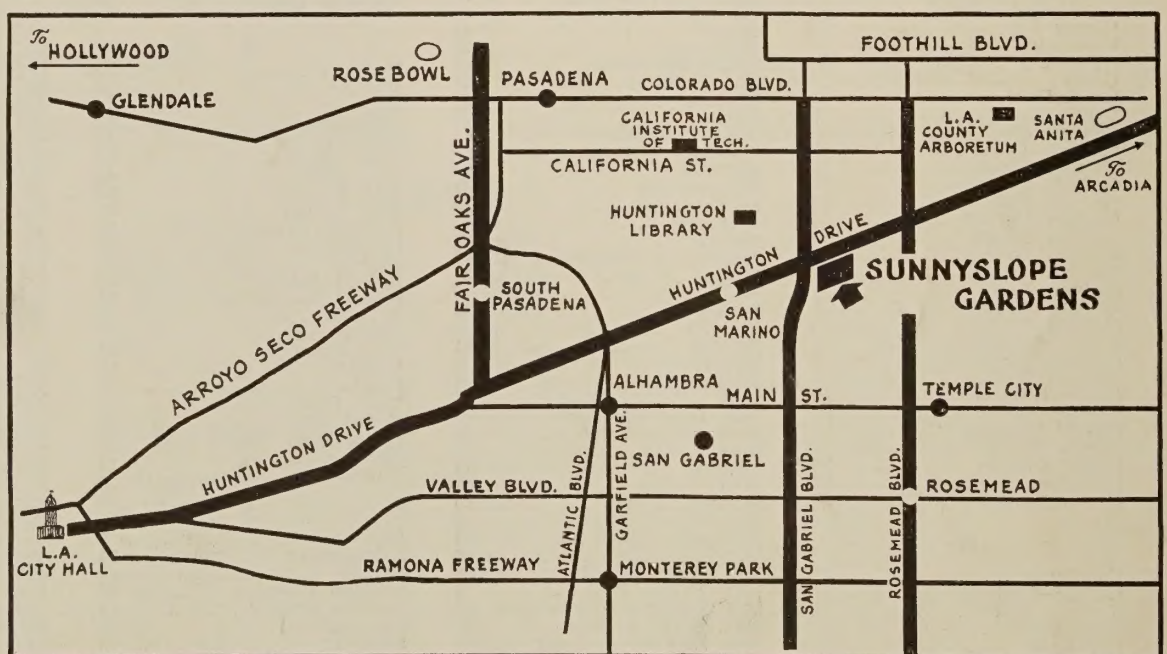 To
HOLLYWOOD
ROSE BOWL
GLENDALE
PASADENA
COLORADO BLVD.
FOOTHILL BLVD.
CALIFORNIA
INSTITUTE
OF TECH.
CALIFORNIA ST.
L.A.
COUNTY
ARBORETUM
SANTA
ANITA
To
ARCADIA
FAIR OAKS AVE.
HUNTINGTON
LIBRARY
HUNTINGTON DRIVE
SUNNYSLOPE
GARDENS
SOUTH
PASADENA
SAN
MARINO
ARROYO SECO FREEWAY
ALHAMBRA
MAIN ST.
TEMPLE CITY
HUNTINGTON DRIVE
SAN GABRIEL
VALLEY BLVD.
ATLANTIC BLVD.
GARFIELD AVE.
SAN GABRIEL BLVD.
ROSEMEAD BLVD.
ROSEMEAD
L.A.
CITY HALL
RAMONA FREEWAY
MONTEREY PARK